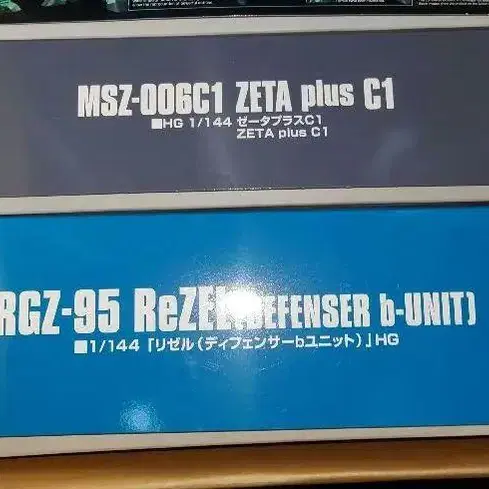 MSZ-006C1 ZETA plus C1
■HG 1/144 ゼータプラスC1
ZETA plus C1
RGZ-95 ReZEL(DEFENSER b-UNIT)
■1/144「リゼル(ディフェンサーbユニット)」HG